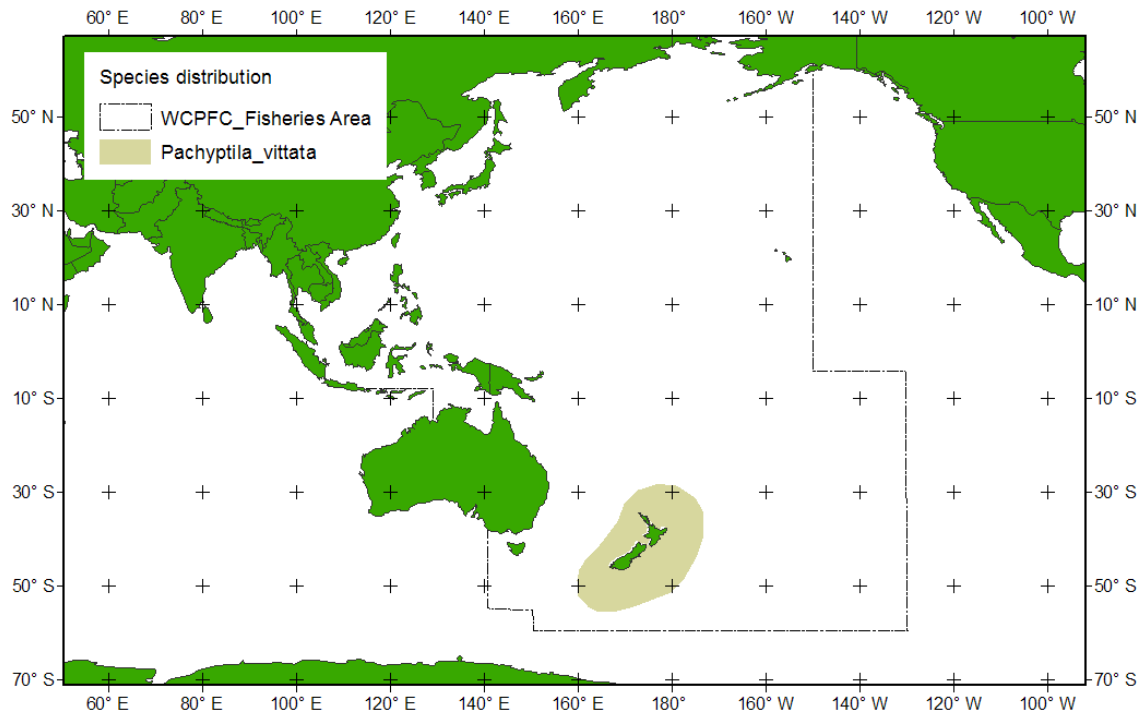 60° E 80° E 100° E 120° E 140° E 160° E 180° 160° W 140° W 120° W 100° W
Species distribution
WCPFC_Fisheries Area
Pachyptila_vittata
50° N 50° N
30° N 30° N
10° N 10° N
10° S 10° S
30° S 30° S
50° S 50° S
70° S 70° S
60° E 80° E 100° E 120° E 140° E 160° E 180° 160° W 140° W 120° W 100° W